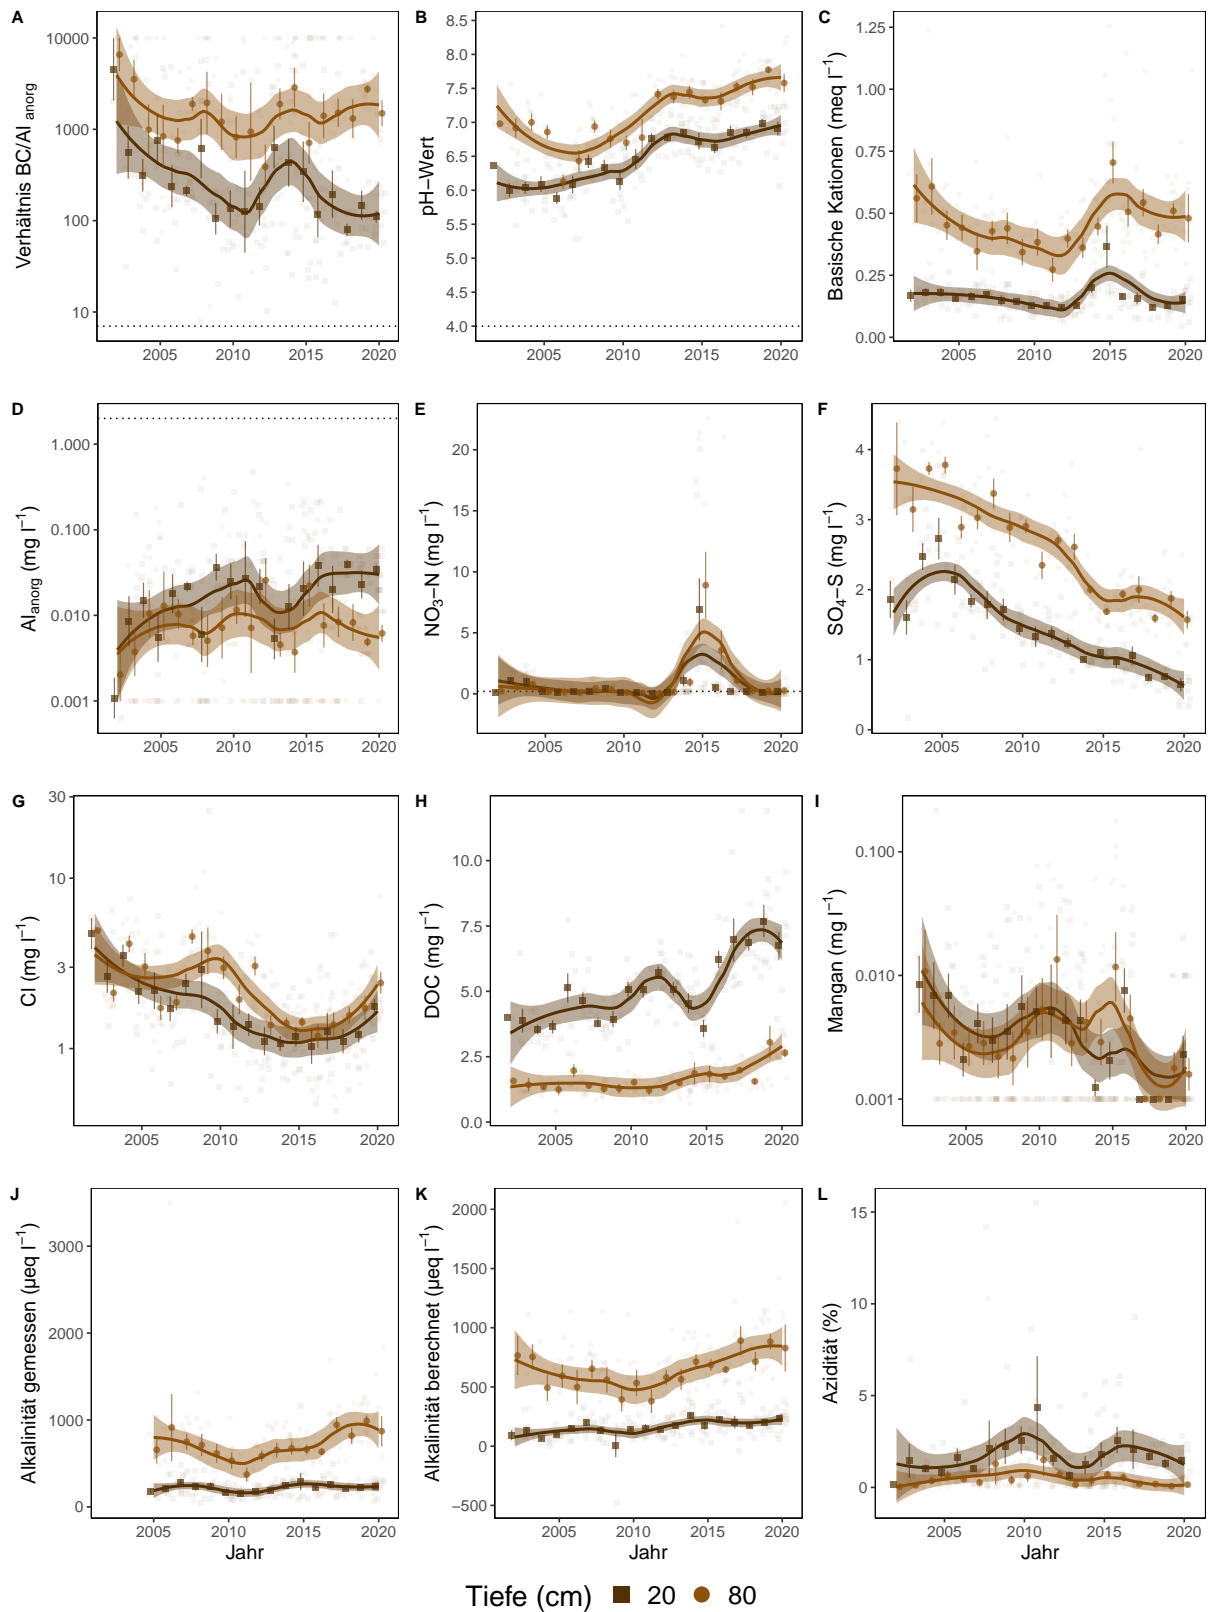 A
Verhältnis BC/Al anorg
10000
1000
100
10
2005 2010 2015 2020
B
pH−Wert
8.5
8.0
7.5
7.0
6.5
6.0
5.5
5.0
4.5
4.0
2005 2010 2015 2020
C
Basische Kationen (meq l−1)
1.25
1.00
0.75
0.50
0.25
0.00
2005 2010 2015 2020
D
Alanorg (mg l−1)
1.000
0.100
0.010
0.001
2005 2010 2015 2020
E
NO3−N (mg l−1)
20
15
10
5
0
2005 2010 2015 2020
F
SO4−S (mg l−1)
4
3
2
1
0
2005 2010 2015 2020
G
Cl (mg l−1)
30
10
3
1
2005 2010 2015 2020
H
DOC (mg l−1)
10.0
7.5
5.0
2.5
0.0
2005 2010 2015 2020
I
Mangan (mg l−1)
0.100
0.010
0.001
2005 2010 2015 2020
J
Alkalinität gemessen (µeq l−1)
3000
2000
1000
0
2005 2010 2015 2020
Jahr
K
Alkalinität berechnet (µeq l−1)
2000
1500
1000
500
0
−500
2005 2010 2015 2020
Jahr
L
Azidität (%)
15
10
5
0
2005 2010 2015 2020
Jahr
Tiefe (cm) 20 80